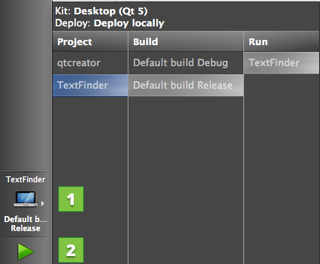 Kit: Desktop (Qt 5)
Deploy: Deploy locally
Project Build Run
qtcreator Default build Debug TextFinder
TextFinder Default build Release
TextFinder
1
Default b...
Release
2